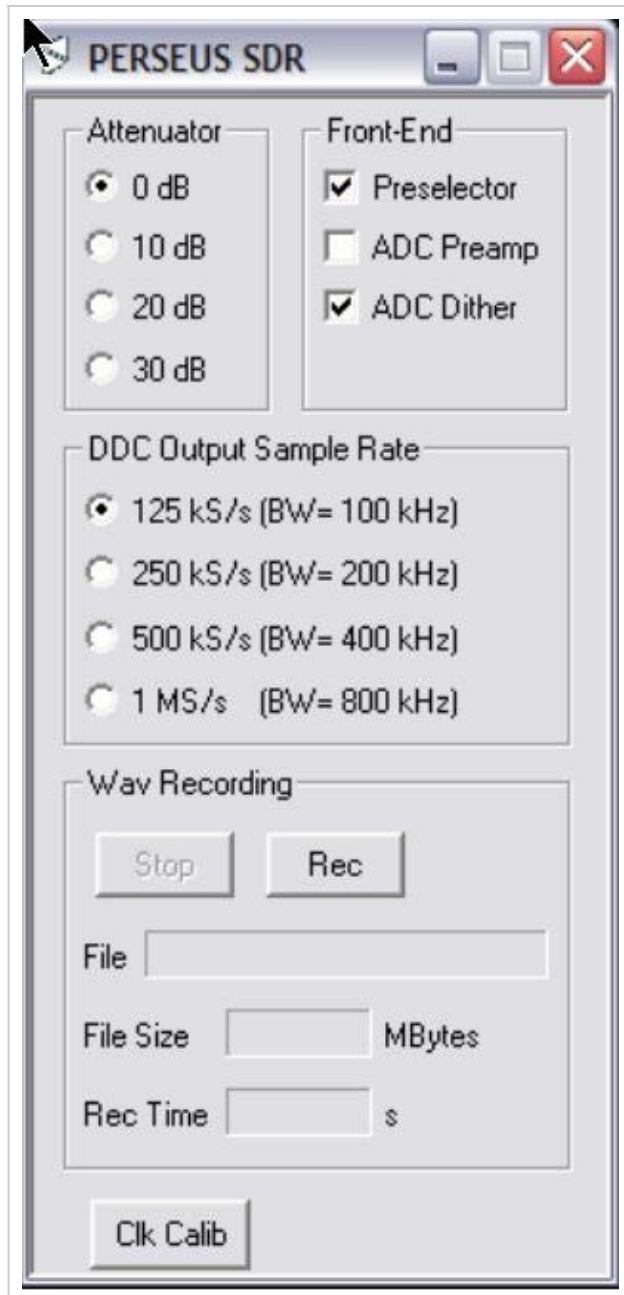 PERSEUS SDR
Attenuator
0 dB
10 dB
20 dB
30 dB
Front-End
Preselector
ADC Preamp
ADC Dither
DDC Output Sample Rate
125 kS/s (BW= 100 kHz)
250 kS/s (BW= 200 kHz)
500 kS/s (BW= 400 kHz)
1 MS/s (BW= 800 kHz)
Wav Recording
Stop Rec
File
File Size MBytes
Rec Time s
Clk Calib